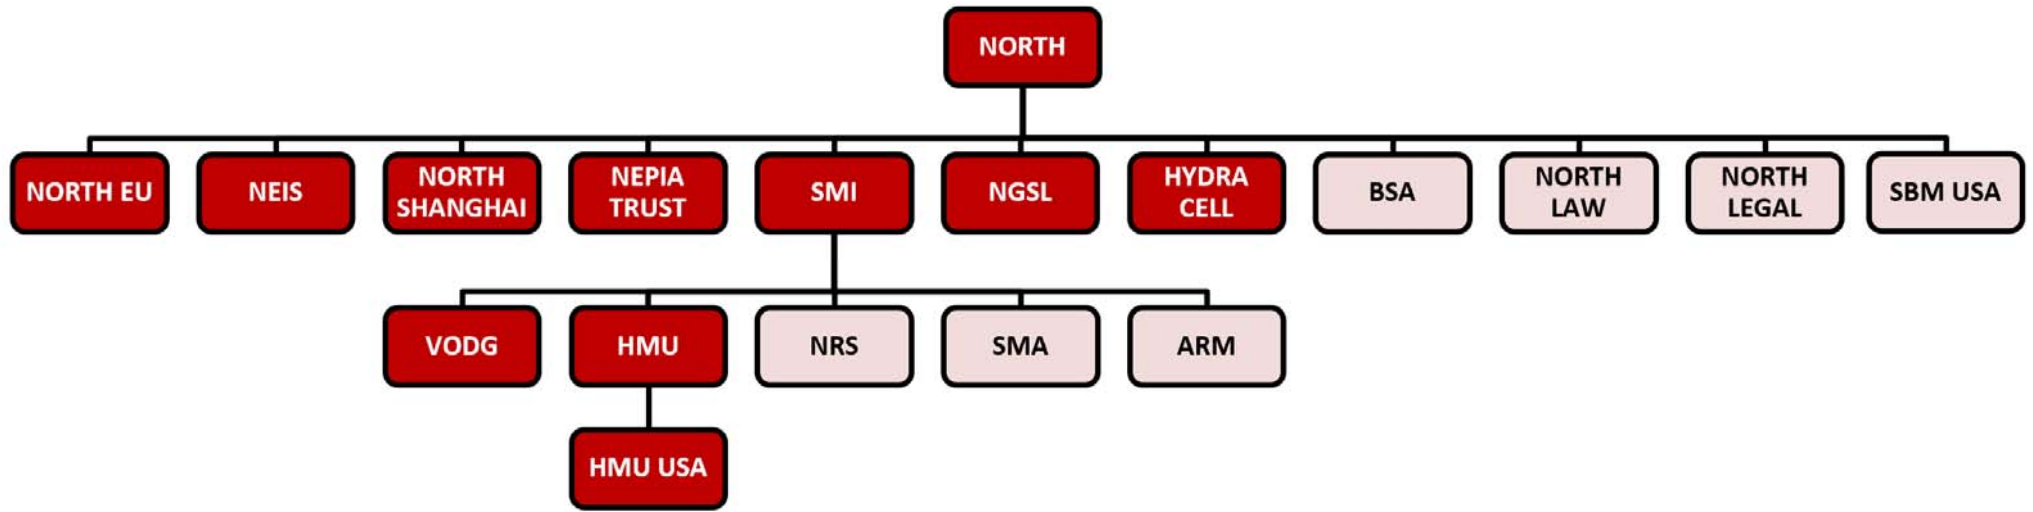 NORTH
NORTH EU
NEIS
NORTH
SHANGHAI
NEPIA
TRUST
SMI
NGSL
HYDRA
CELL
BSA
NORTH
LAW
NORTH
LEGAL
SBM USA
VODG
HMU
NRS
SMA
ARM
HMU USA